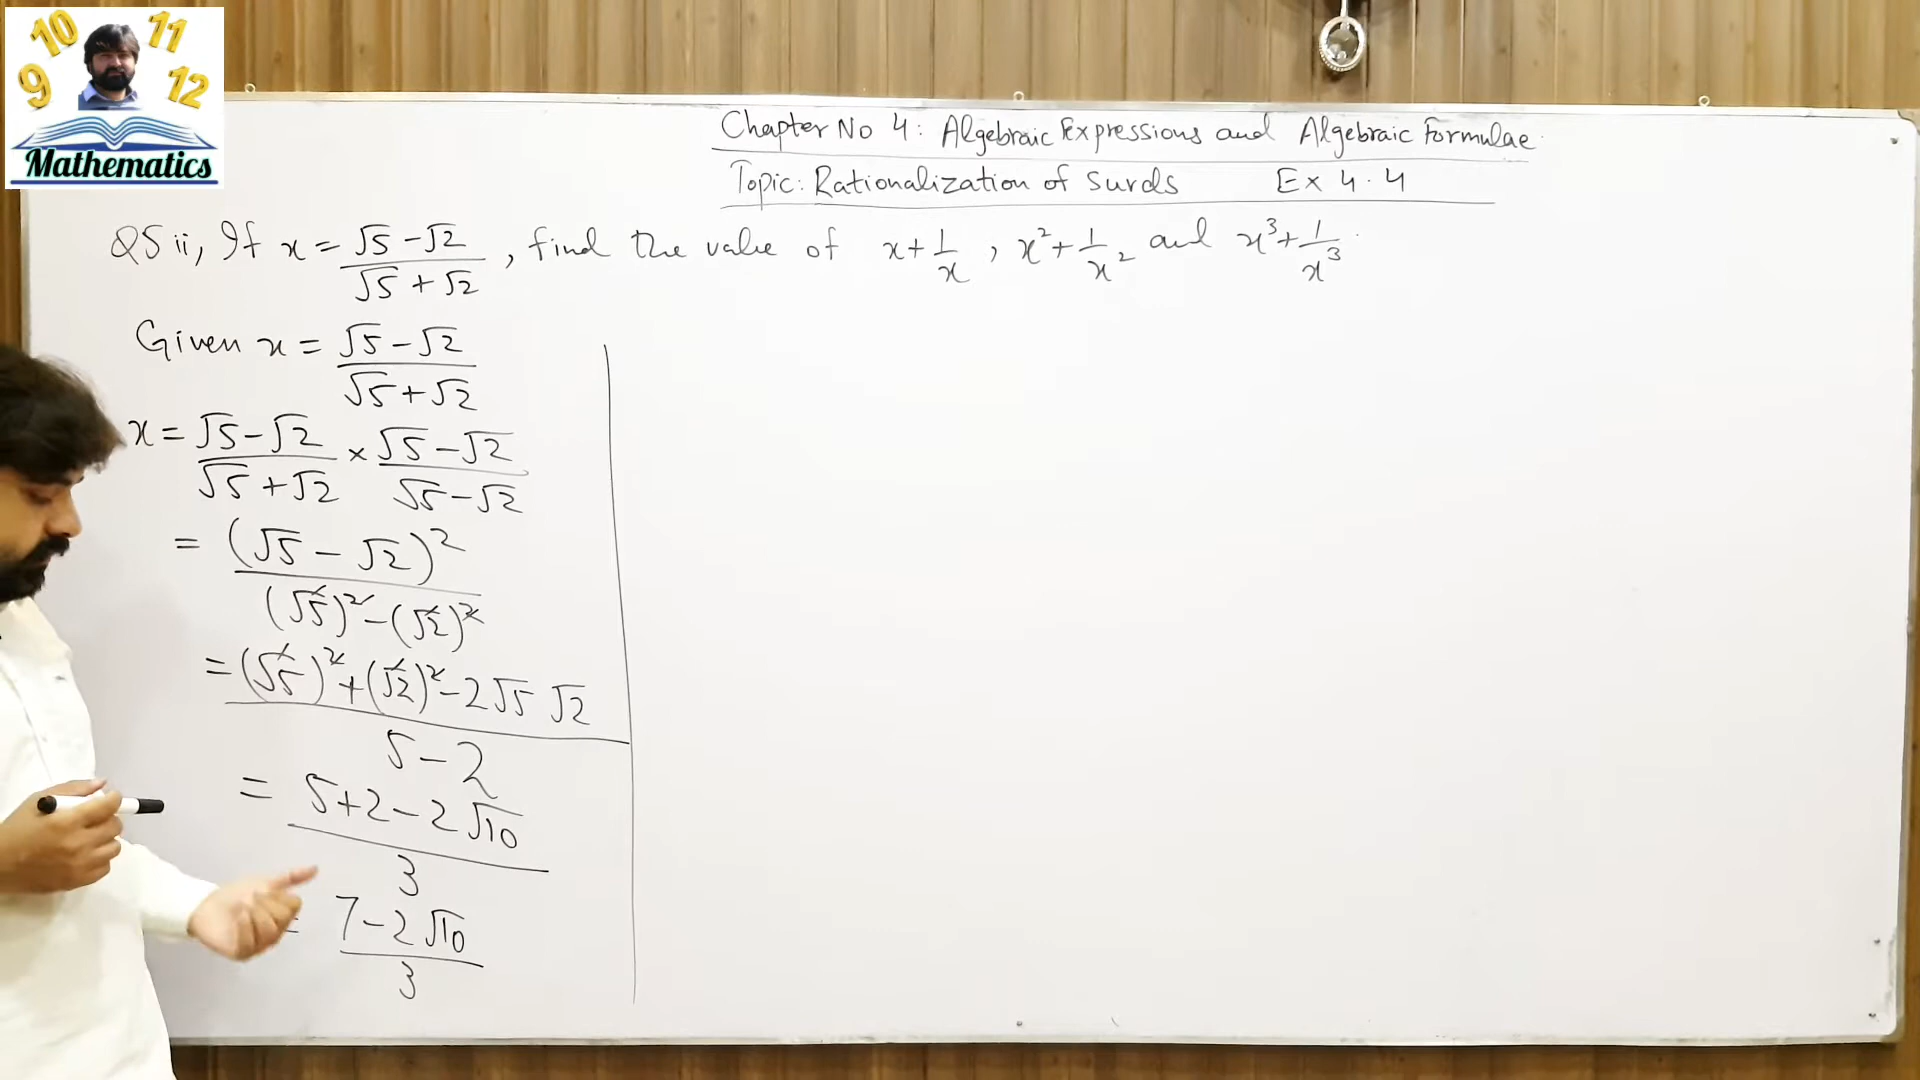 10 11
9 12
Mathematics
Chapter No 4: Algebraic Expressions and Algebraic Formulae.
Topic: Rationalization of Surds Ex 4.4
Q5 ii, If x = (√5 - √2)/(√5 + √2), find the value of x + 1/x, x² + 1/x² and x³ + 1/x³.
Given x = (√5 - √2)/(√5 + √2)
x = (√5 - √2)/(√5 + √2) × (√5 - √2)/(√5 - √2)
= (√5 - √2)²/((√5)² - (√2)²)
= ((√5)² + (√2)² - 2√5 √2)/(5 - 2)
= (5 + 2 - 2√10)/3
= (7 - 2√10)/3